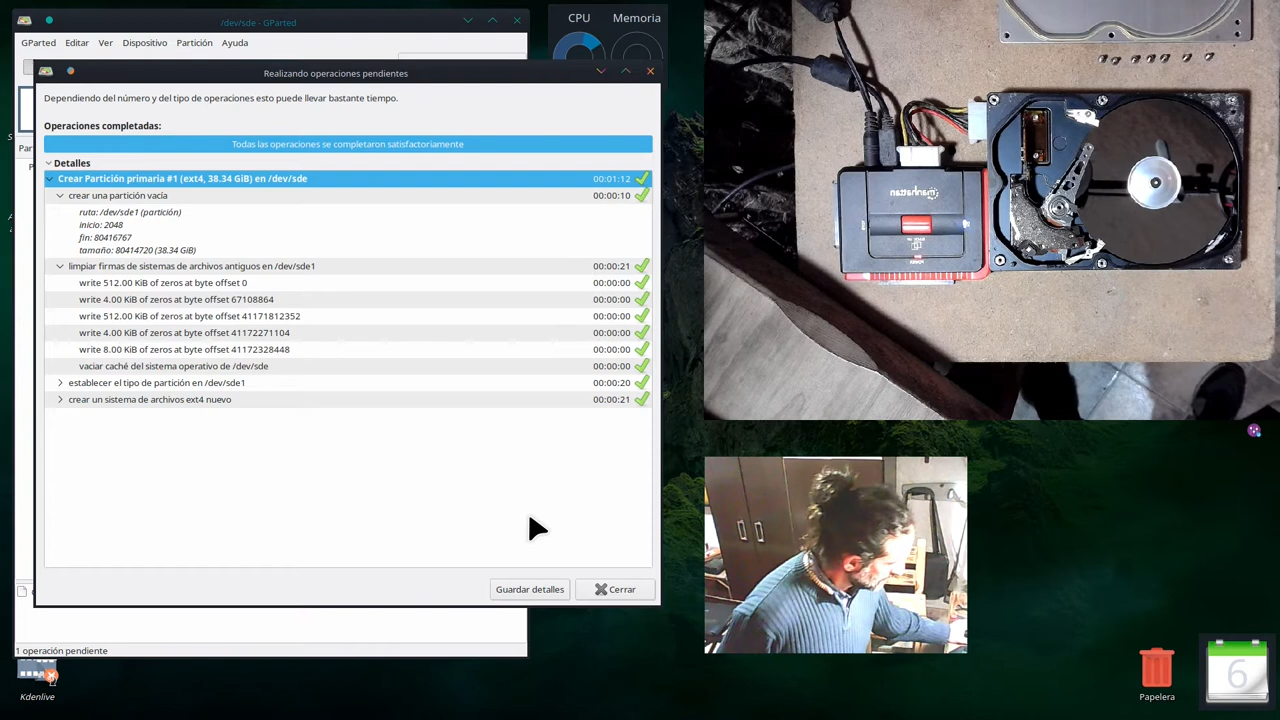 /dev/sde - GParted
GParted Editar Ver Dispositivo Partición Ayuda
Realizando operaciones pendientes
Dependiendo del número y del tipo de operaciones esto puede llevar bastante tiempo.
Operaciones completadas:
Todas las operaciones se completaron satisfactoriamente
Detalles
Crear Partición primaria #1 (ext4, 38.34 GiB) en /dev/sde 00:01:12
crear una partición vacía 00:00:10
ruta: /dev/sde1 (partición)
inicio: 2048
fin: 80416767
tamaño: 80414720 (38.34 GiB)
limpiar firmas de sistemas de archivos antiguos en /dev/sde1 00:00:21
write 512.00 KiB of zeros at byte offset 0 00:00:00
write 4.00 KiB of zeros at byte offset 67108864 00:00:00
write 512.00 KiB of zeros at byte offset 41171812352 00:00:00
write 4.00 KiB of zeros at byte offset 41172271104 00:00:00
write 8.00 KiB of zeros at byte offset 41172328448 00:00:00
vaciar caché del sistema operativo de /dev/sde 00:00:00
establecer el tipo de partición en /dev/sde1 00:00:20
crear un sistema de archivos ext4 nuevo 00:00:21
Guardar detalles Cerrar
1 operación pendiente
Kdenlive
CPU Memoria
manhattan
Papelera
6